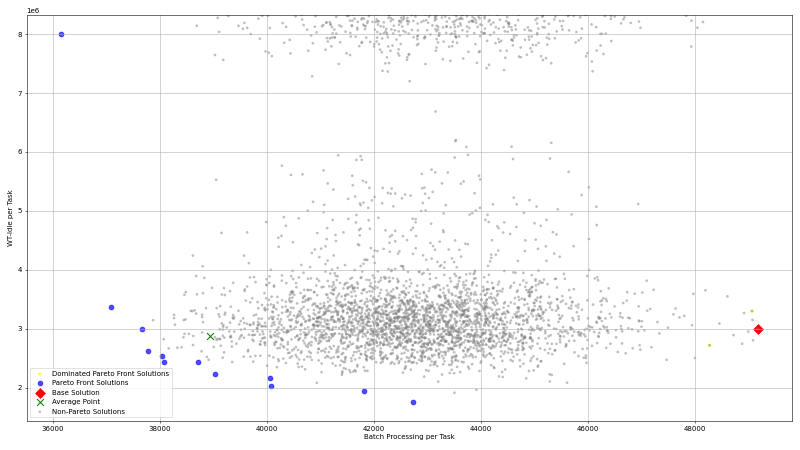 1e6
8
7
6
5
4
3
2
WT-Idle per Task
Dominated Pareto Front Solutions
Pareto Front Solutions
Base Solution
Average Point
Non-Pareto Solutions
36000 38000 40000 42000 44000 46000 48000
Batch Processing per Task